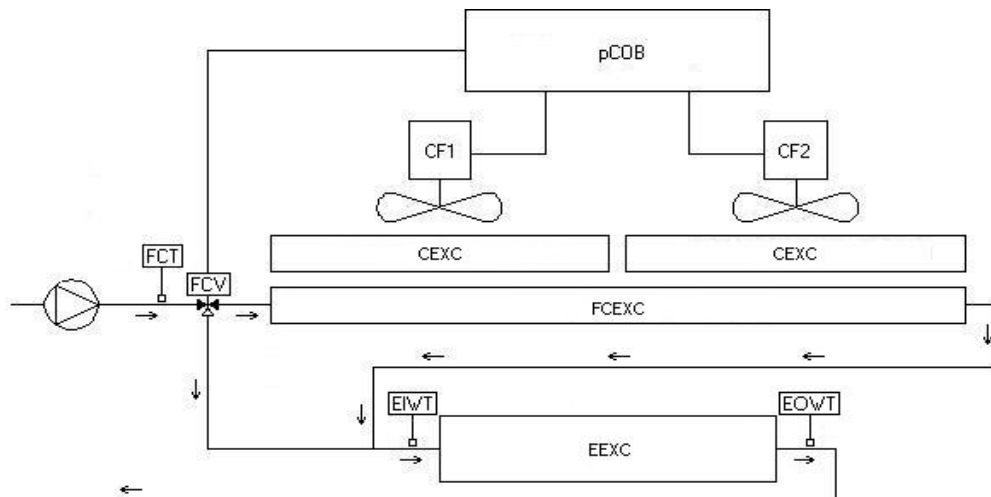 pCOB
CF1
CF2
CEXC
CEXC
FCT
FCV
FCEXC
EIWT
EOWT
EEXC